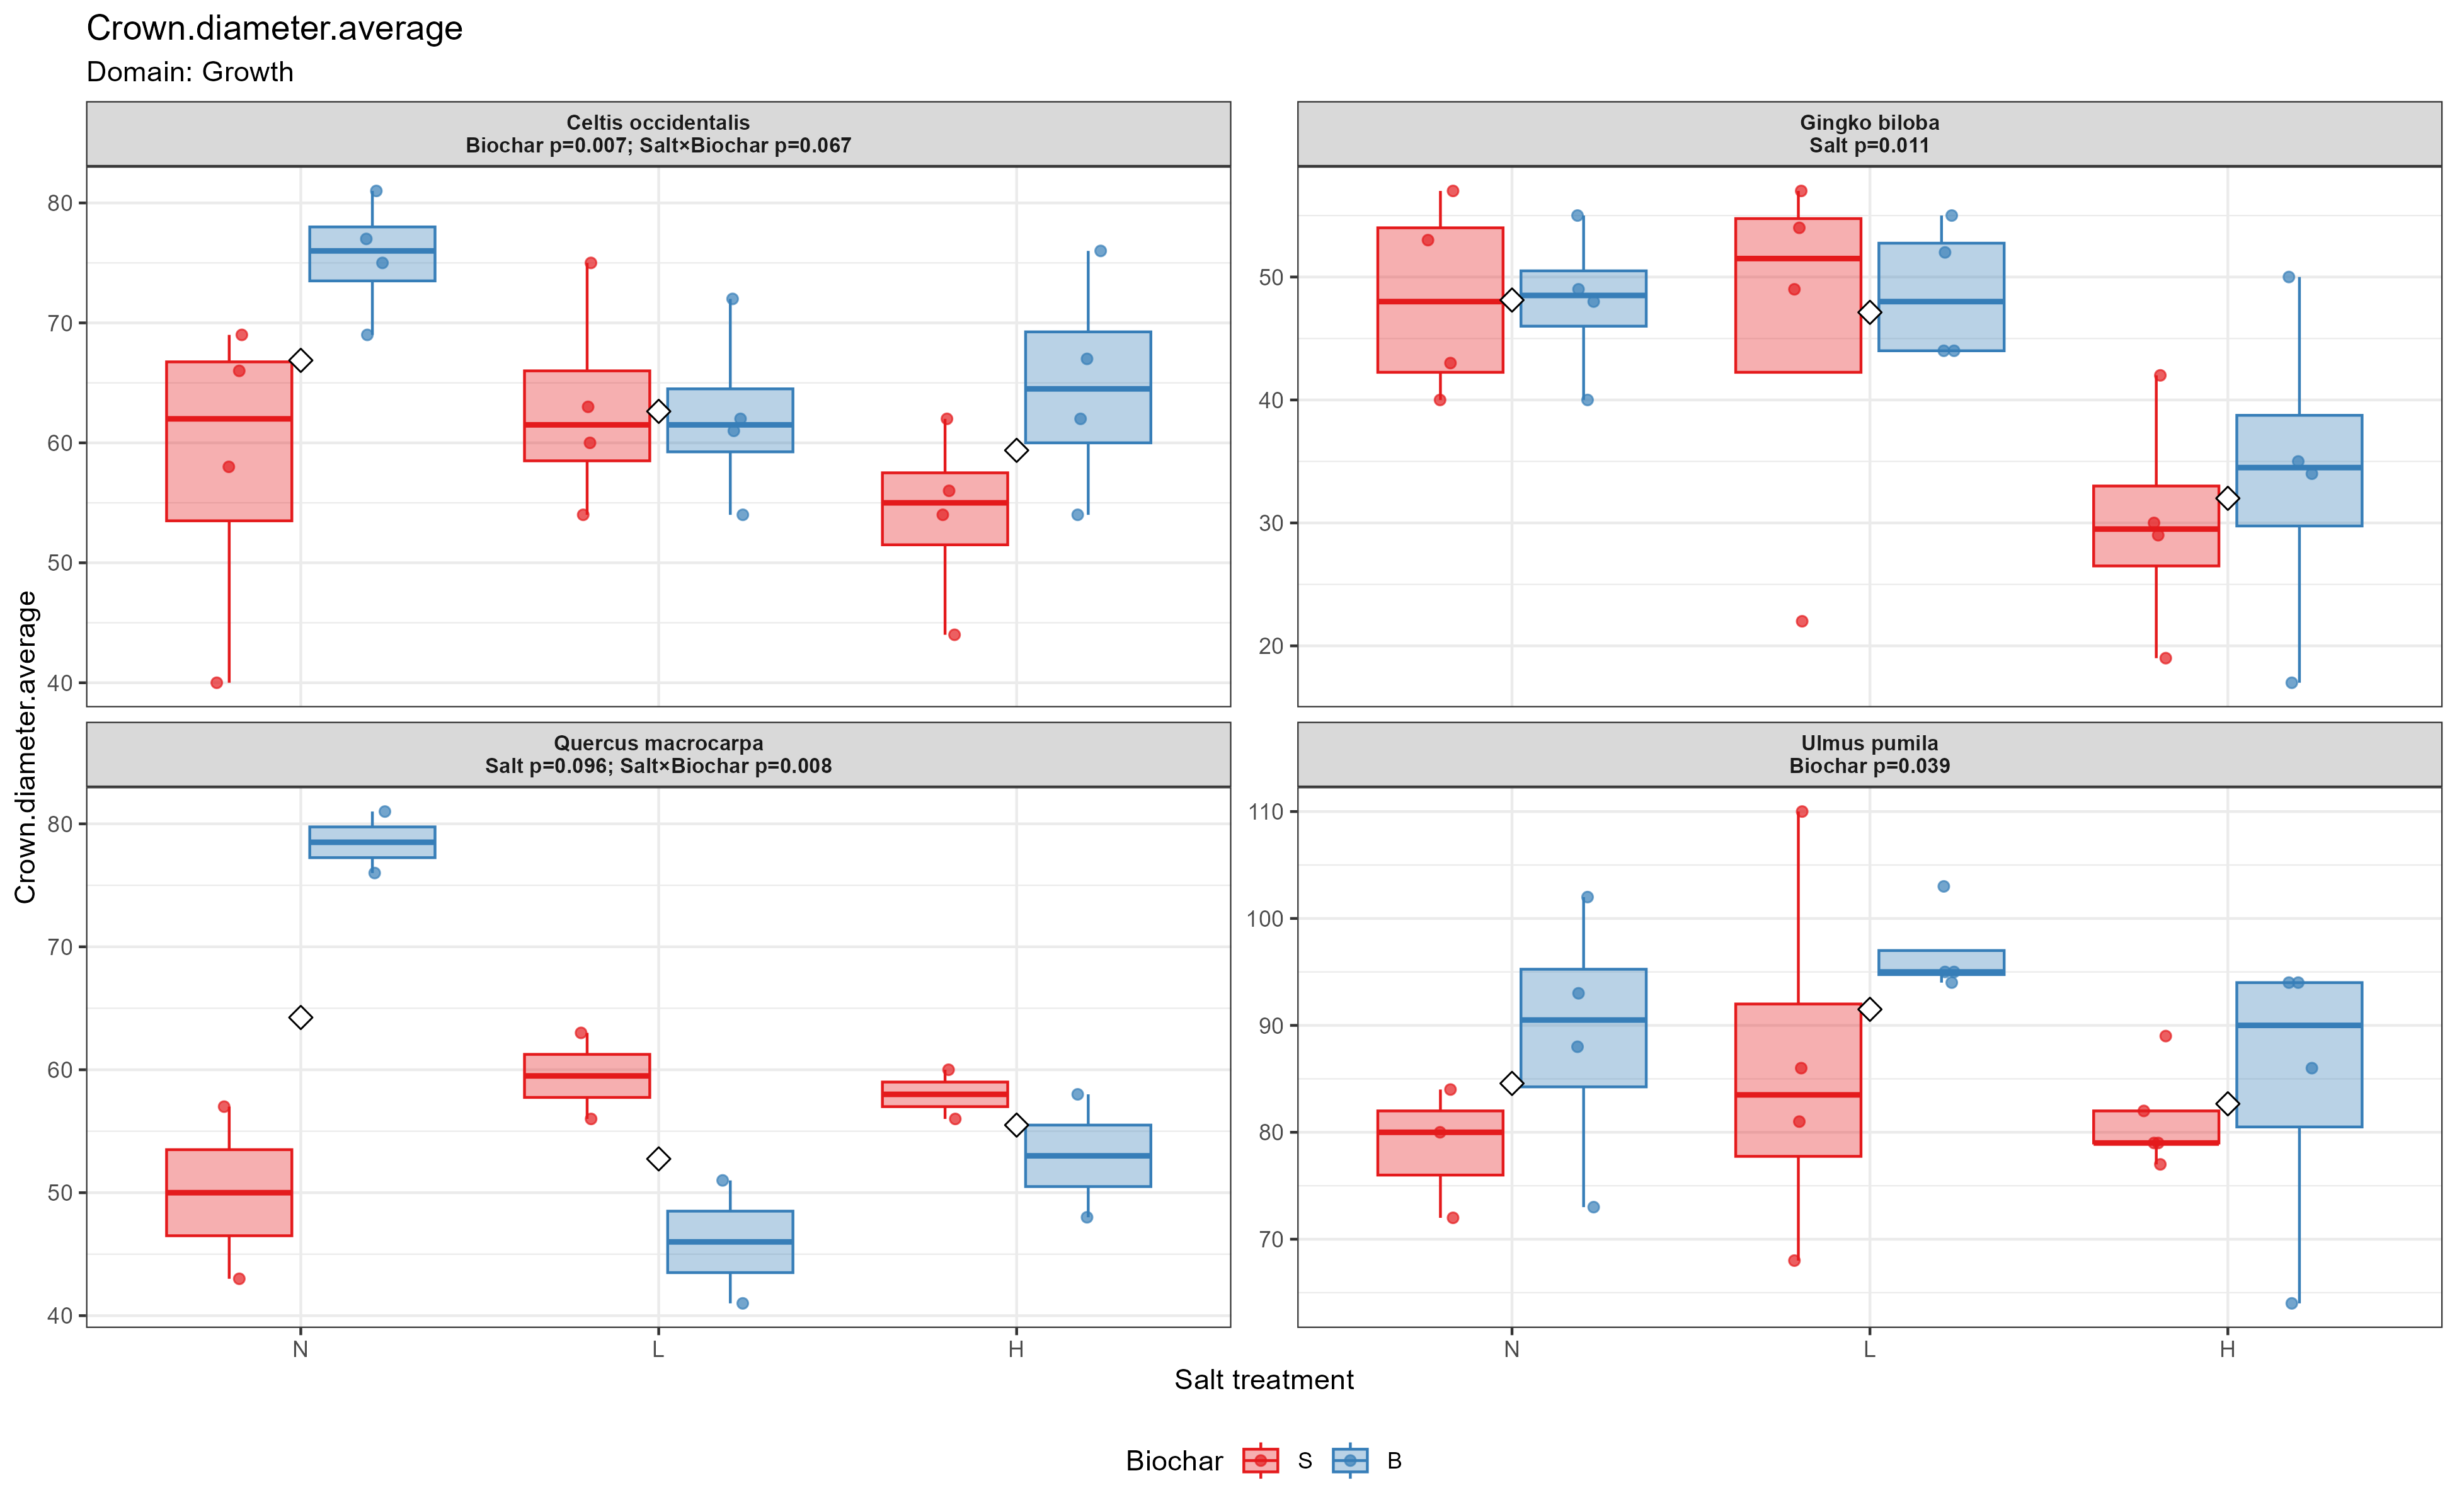 Crown.diameter.average
Domain: Growth
Celtis occidentalis
Biochar p=0.007; Salt×Biochar p=0.067
Gingko biloba
Salt p=0.011
80
70
60
50
40
50
40
30
20
Crown.diameter.average
Quercus macrocarpa
Salt p=0.096; Salt×Biochar p=0.008
Ulmus pumila
Biochar p=0.039
80
70
60
50
40
110
100
90
80
70
N
L
H
N
L
H
Salt treatment
Biochar
S
B